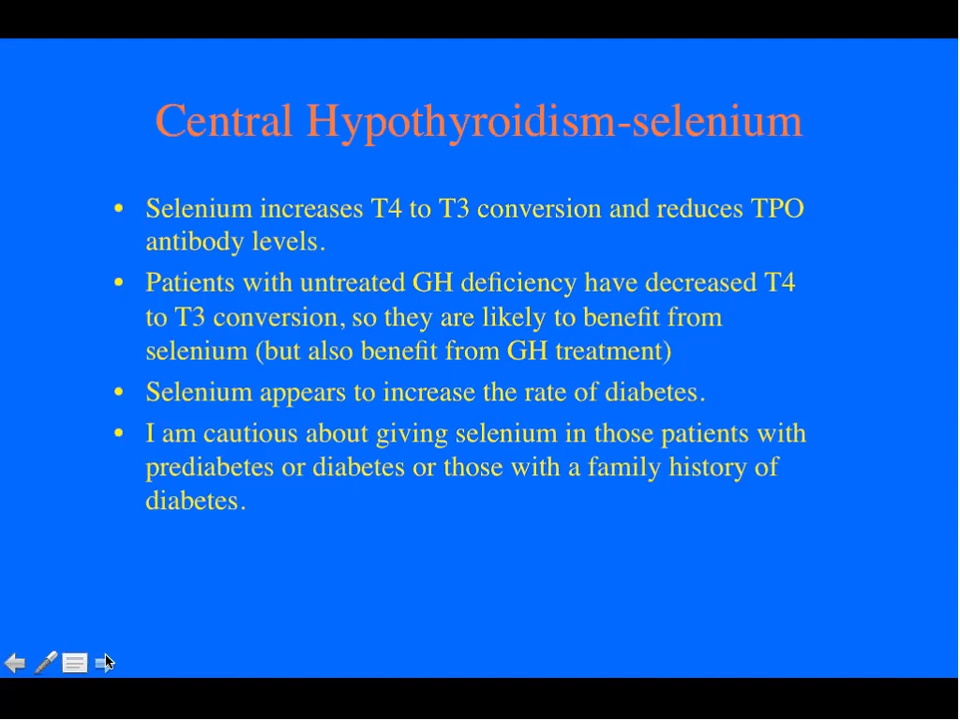 Central Hypothyroidism-selenium
• Selenium increases T4 to T3 conversion and reduces TPO
antibody levels.
• Patients with untreated GH deficiency have decreased T4
to T3 conversion, so they are likely to benefit from
selenium (but also benefit from GH treatment)
• Selenium appears to increase the rate of diabetes.
• I am cautious about giving selenium in those patients with
prediabetes or diabetes or those with a family history of
diabetes.